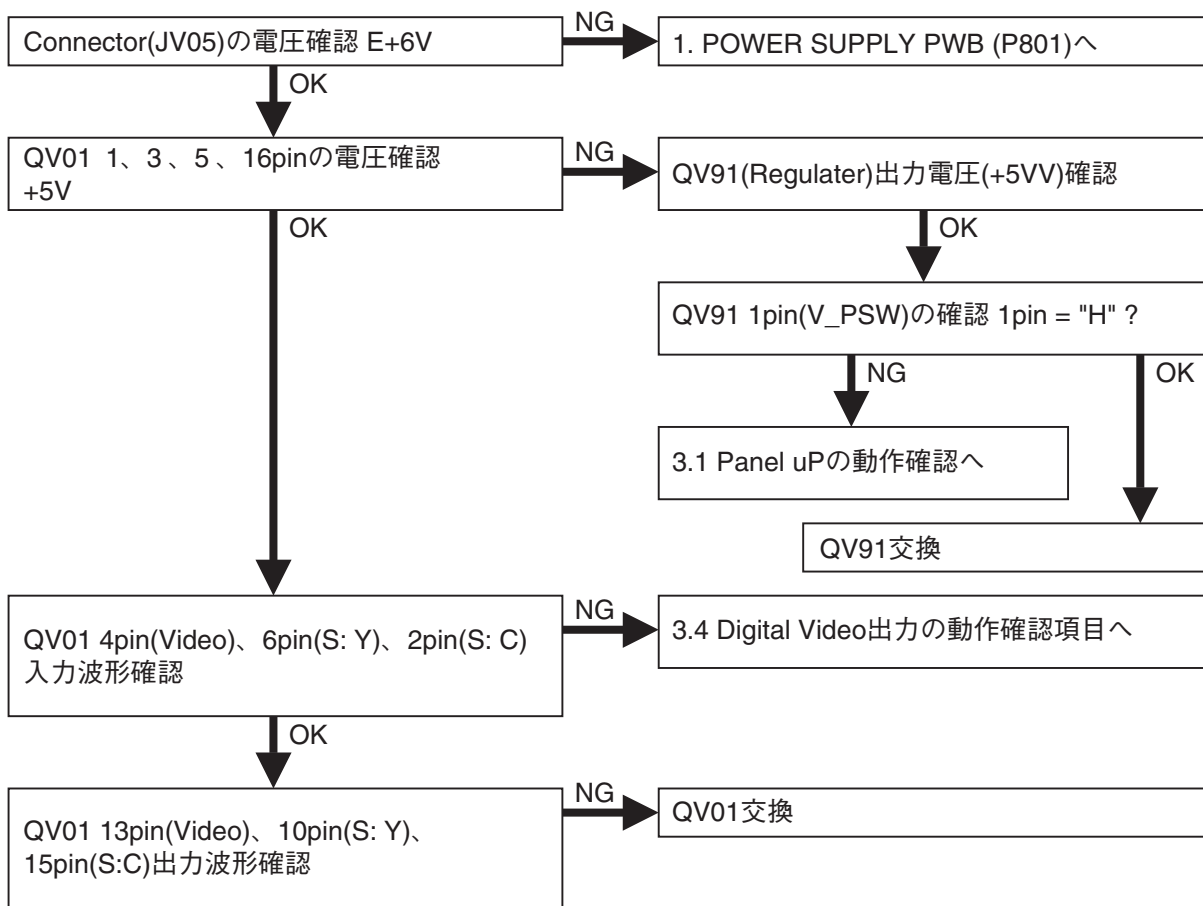 Connector(JV05)の電圧確認 E+6V
NG
1. POWER SUPPLY PWB (P801)へ
OK
QV01 1、3 、5 、16pinの電圧確認
+5V
NG
QV91(Regulater)出力電圧(+5VV)確認
OK
OK
QV91 1pin(V_PSW)の確認 1pin = "H" ?
NG
OK
3.1 Panel uPの動作確認へ
QV91交換
QV01 4pin(Video)、6pin(S: Y)、2pin(S: C)
入力波形確認
NG
3.4 Digital Video出力の動作確認項目へ
OK
QV01 13pin(Video)、10pin(S: Y)、
15pin(S:C)出力波形確認
NG
QV01交換